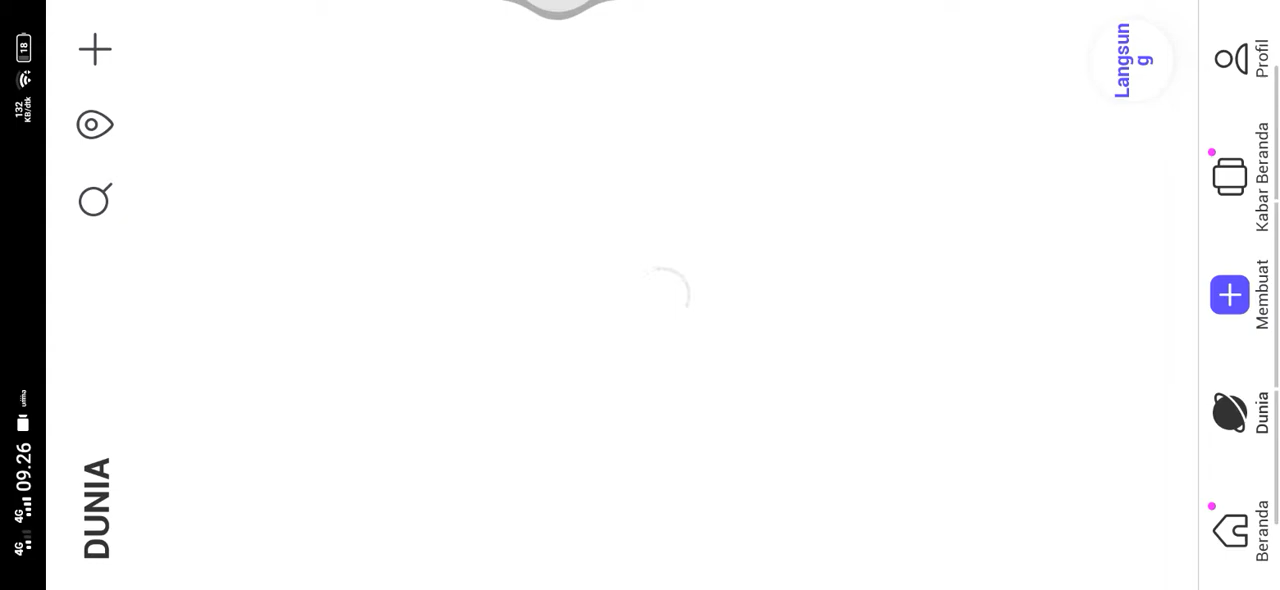 4G 4G 09.26
132 KB/dtk 18
DUNIA
Langsun
g
Beranda
Dunia
Membuat
Kabar Beranda
Profil